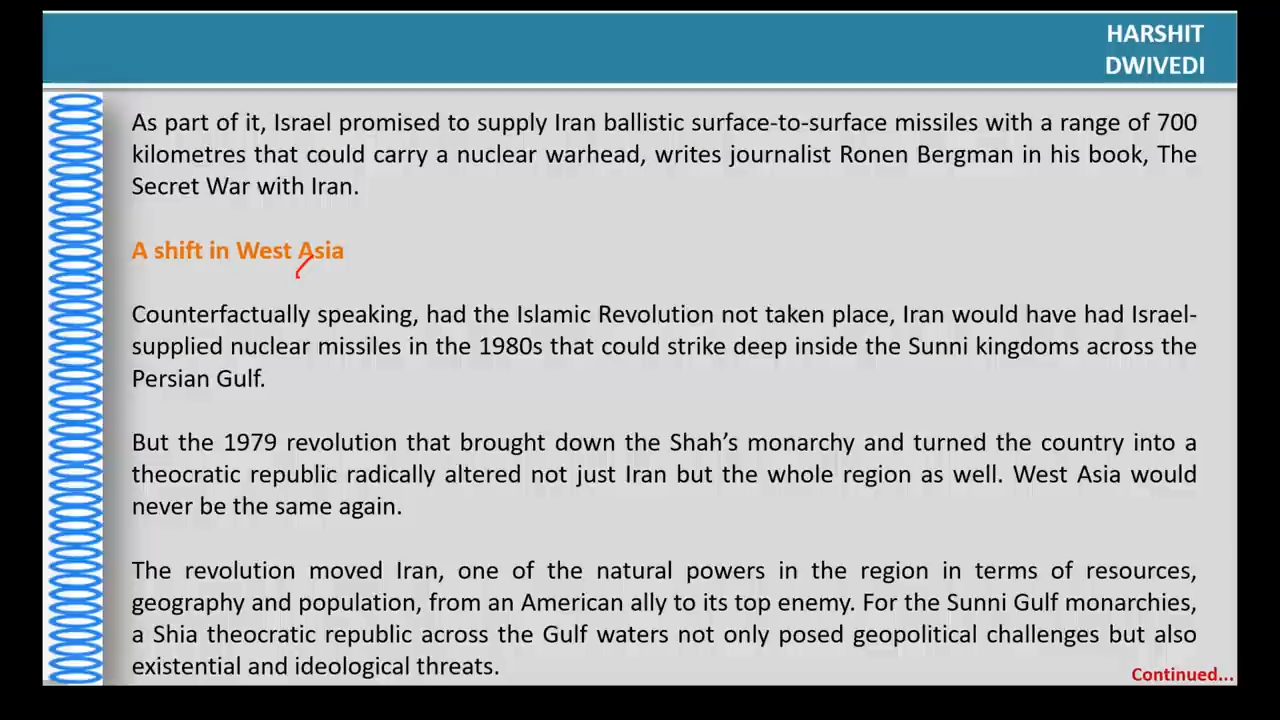 HARSHIT
DWIVEDI
As part of it, Israel promised to supply Iran ballistic surface-to-surface missiles with a range of 700
kilometres that could carry a nuclear warhead, writes journalist Ronen Bergman in his book, The
Secret War with Iran.
A shift in West Asia
Counterfactually speaking, had the Islamic Revolution not taken place, Iran would have had Israel-
supplied nuclear missiles in the 1980s that could strike deep inside the Sunni kingdoms across the
Persian Gulf.
But the 1979 revolution that brought down the Shah’s monarchy and turned the country into a
theocratic republic radically altered not just Iran but the whole region as well. West Asia would
never be the same again.
The revolution moved Iran, one of the natural powers in the region in terms of resources,
geography and population, from an American ally to its top enemy. For the Sunni Gulf monarchies,
a Shia theocratic republic across the Gulf waters not only posed geopolitical challenges but also
existential and ideological threats.
Continued...